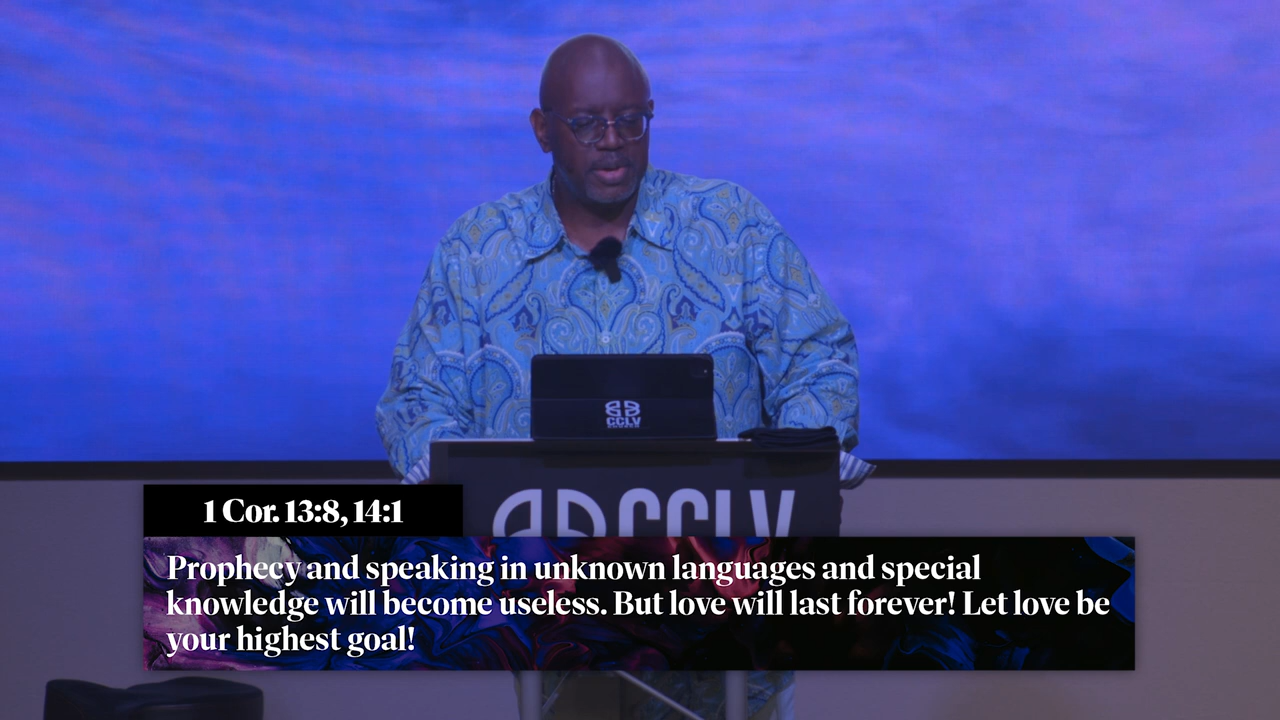 CCLV
CCLV
1 Cor. 13:8, 14:1
Prophecy and speaking in unknown languages and special
knowledge will become useless. But love will last forever! Let love be
your highest goal!